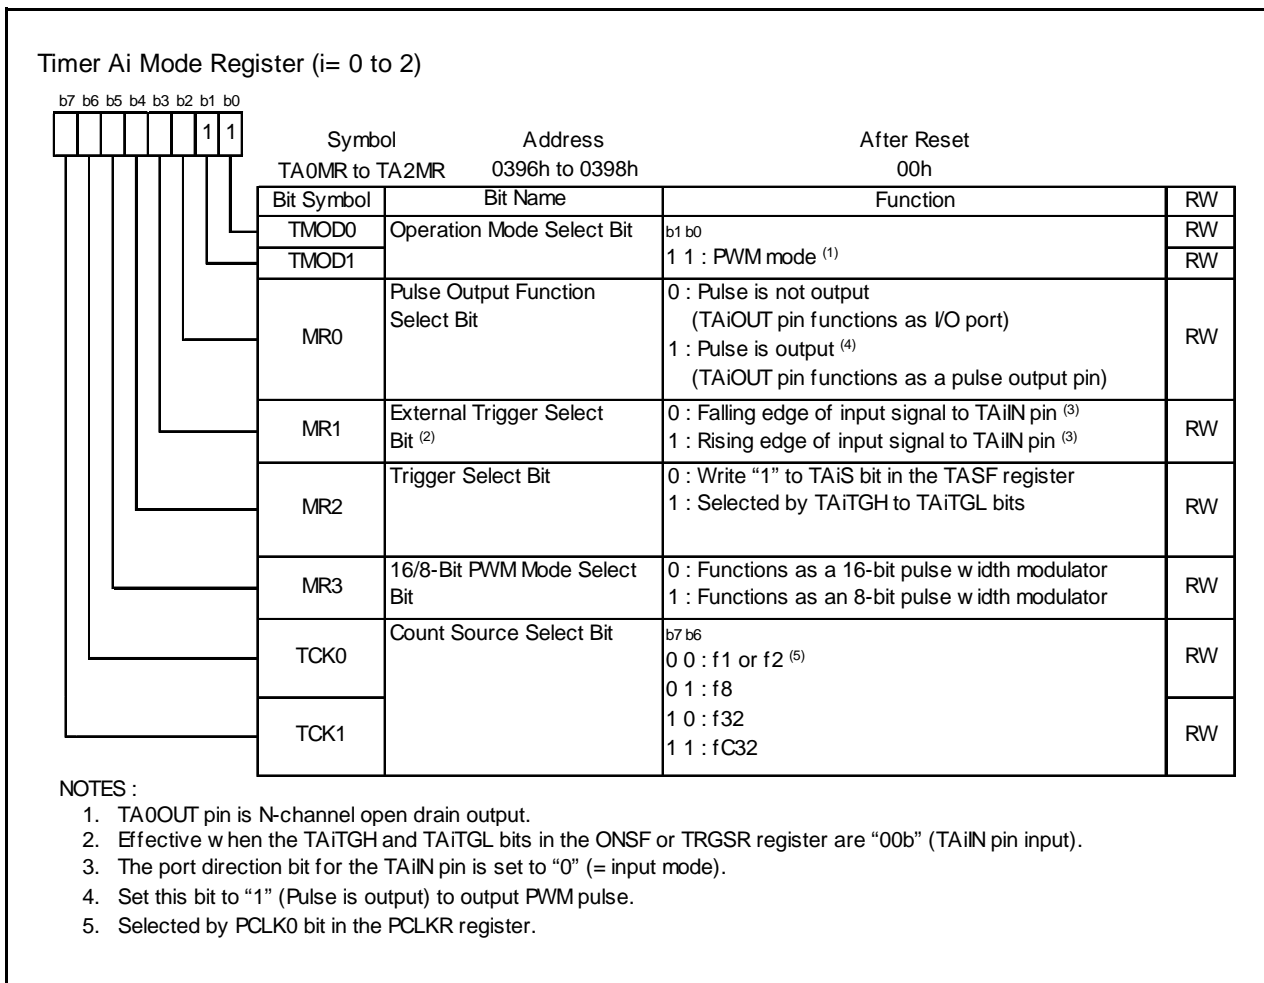 Timer Ai Mode Register (i= 0 to 2)
b7 b6 b5 b4 b3 b2 b1 b0
1 1
Symbol Address After Reset
TA0MR to TA2MR 0396h to 0398h 00h
Bit Symbol Bit Name Function RW
TMOD0 Operation Mode Select Bit b1 b0 RW
TMOD1 1 1 : PWM mode (1) RW
Pulse Output Function 0 : Pulse is not output
Select Bit (TAiOUT pin functions as I/O port)
MR0 1 : Pulse is output (4) RW
(TAiOUT pin functions as a pulse output pin)
External Trigger Select 0 : Falling edge of input signal to TAiIN pin (3)
MR1 Bit (2) 1 : Rising edge of input signal to TAiIN pin (3) RW
Trigger Select Bit 0 : Write “1” to TAiS bit in the TASF register
MR2 1 : Selected by TAiTGH to TAiTGL bits RW
16/8-Bit PWM Mode Select 0 : Functions as a 16-bit pulse width modulator
MR3 Bit 1 : Functions as an 8-bit pulse width modulator RW
Count Source Select Bit b7 b6
TCK0 0 0 : f1 or f2 (5) RW
0 1 : f8
1 0 : f32
TCK1 1 1 : fC32 RW
NOTES :
1. TA0OUT pin is N-channel open drain output.
2. Effective when the TAiTGH and TAiTGL bits in the ONSF or TRGSR register are “00b” (TAiIN pin input).
3. The port direction bit for the TAiIN pin is set to “0” (= input mode).
4. Set this bit to “1” (Pulse is output) to output PWM pulse.
5. Selected by PCLK0 bit in the PCLKR register.